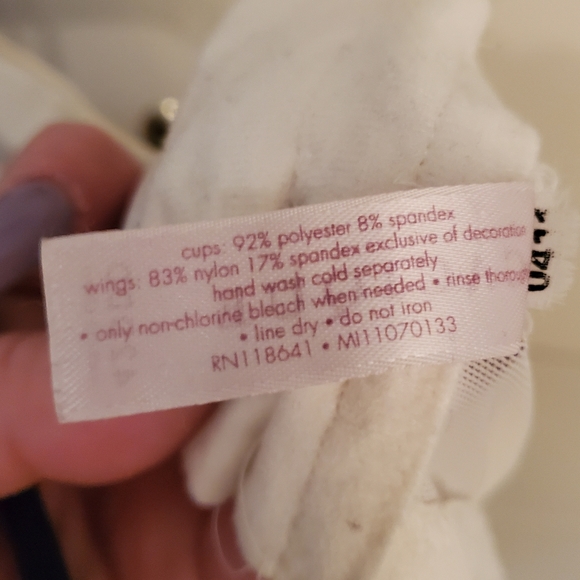 cups: 92% polyester 8% spandex
wings: 83% nylon 17% spandex exclusive of decoration
hand wash cold separately
• only non-chlorine bleach when needed • rinse thoroug
• line dry • do not iron
RN118641 • MI11070133